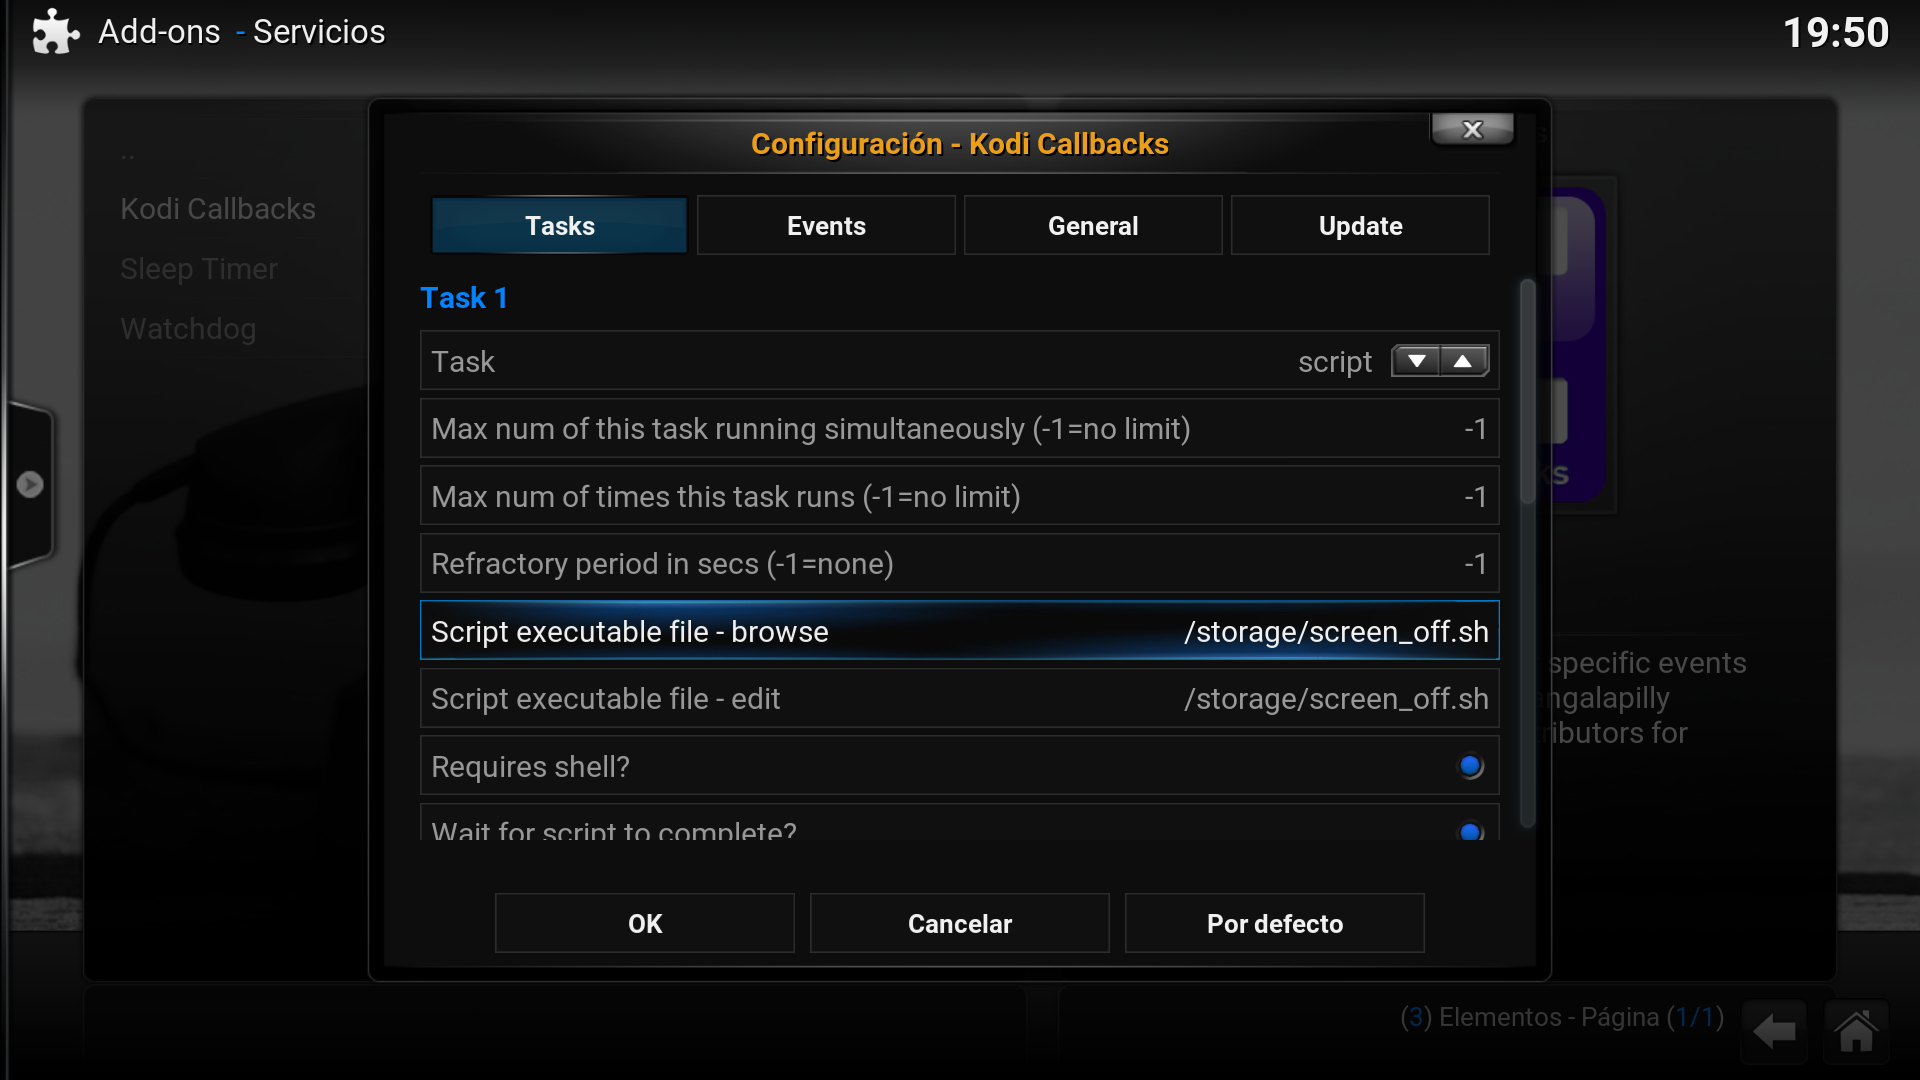 Add-ons - Servicios
19:50
..
Kodi Callbacks
Sleep Timer
Watchdog
Configuración - Kodi Callbacks
X
Tasks
Events
General
Update
Task 1
Task script
Max num of this task running simultaneously (-1=no limit) -1
Max num of times this task runs (-1=no limit) -1
Refractory period in secs (-1=none) -1
Script executable file - browse /storage/screen_off.sh
Script executable file - edit /storage/screen_off.sh
Requires shell?
Wait for script to complete?
OK
Cancelar
Por defecto
specific events
ngalapilly
ributors for
(3) Elementos - Página (1/1)